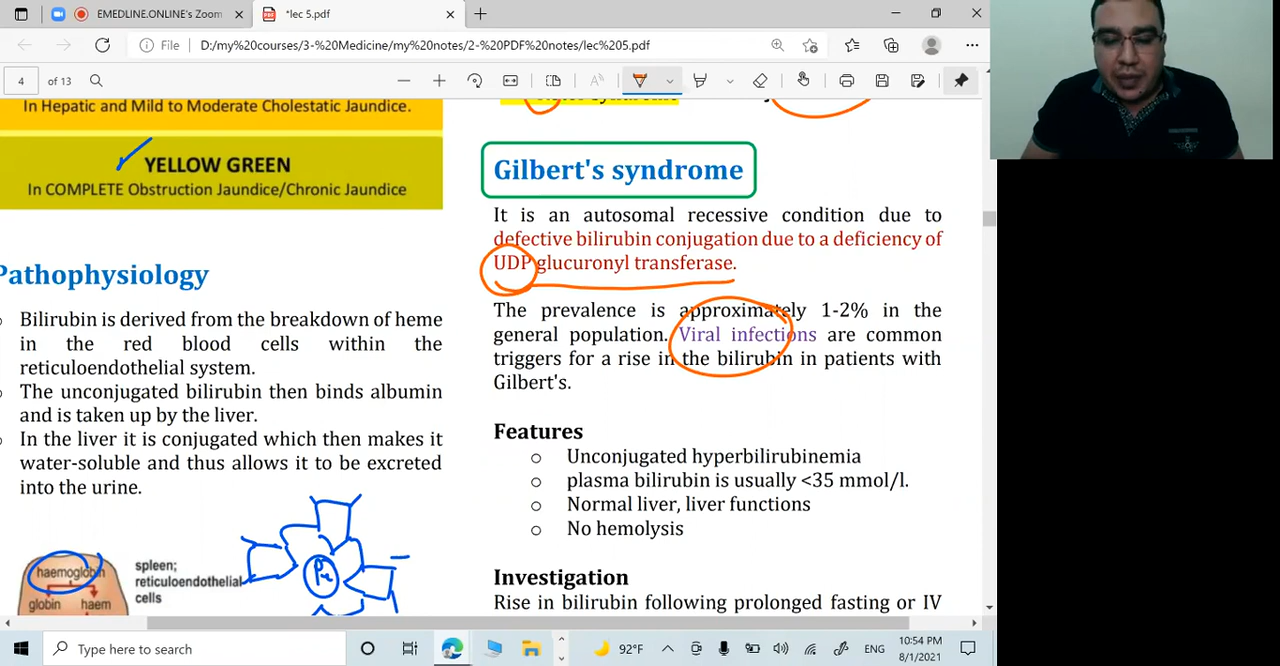 EMEDLINE.ONLINE's Zoom
*lec 5.pdf
File
D:/my%20courses/3-%20Medicine/my%20notes/2-%20PDF%20notes/lec%205.pdf
4 of 13
In Hepatic and Mild to Moderate Cholestatic Jaundice.
YELLOW GREEN
In COMPLETE Obstruction Jaundice/Chronic Jaundice
Pathophysiology
Bilirubin is derived from the breakdown of heme
in the red blood cells within the
reticuloendothelial system.
The unconjugated bilirubin then binds albumin
and is taken up by the liver.
In the liver it is conjugated which then makes it
water-soluble and thus allows it to be excreted
into the urine.
haemoglobin
globin haem
spleen;
reticuloendothelial
cells
Gilbert's syndrome
It is an autosomal recessive condition due to
defective bilirubin conjugation due to a deficiency of
UDP glucuronyl transferase.
The prevalence is approximately 1-2% in the
general population. Viral infections are common
triggers for a rise in the bilirubin in patients with
Gilbert's.
Features
Unconjugated hyperbilirubinemia
plasma bilirubin is usually <35 mmol/l.
Normal liver, liver functions
No hemolysis
Investigation
Rise in bilirubin following prolonged fasting or IV
Type here to search
92°F
ENG
10:54 PM
8/1/2021